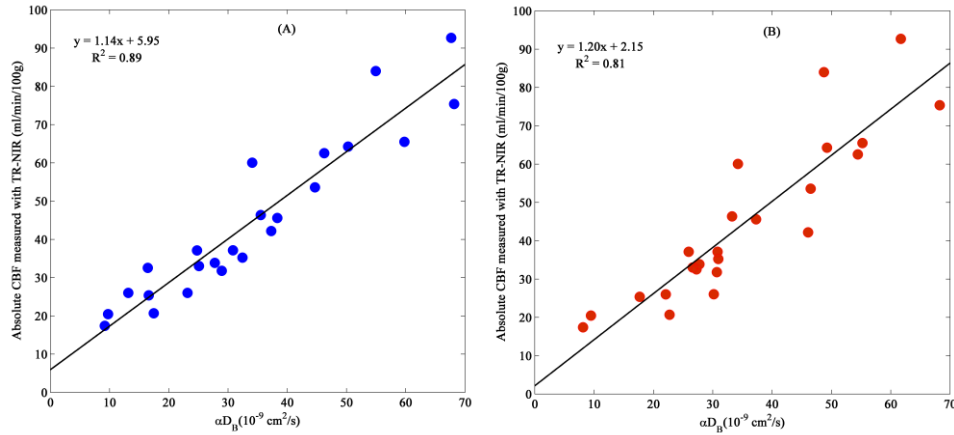 (A)
y = 1.14x + 5.95
R² = 0.89
Absolute CBF measured with TR-NIR (ml/min/100g)
100
90
80
70
60
50
40
30
20
10
0
0 10 20 30 40 50 60 70
αD_B(10⁻⁹ cm²/s)
(B)
y = 1.20x + 2.15
R² = 0.81
Absolute CBF measured with TR-NIR (ml/min/100g)
100
90
80
70
60
50
40
30
20
10
0
0 10 20 30 40 50 60 70
αD_B(10⁻⁹ cm²/s)